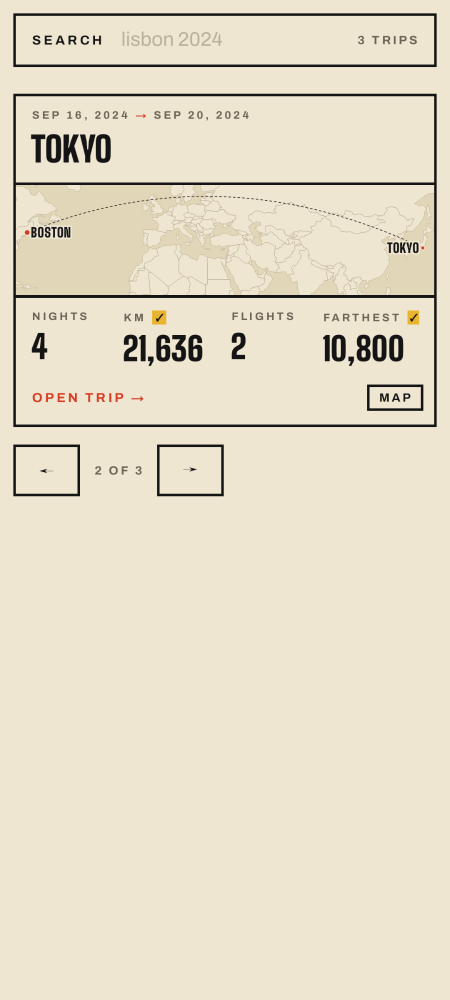 SEARCH lisbon 2024 3 TRIPS
SEP 16, 2024 → SEP 20, 2024
TOKYO
BOSTON
TOKYO
NIGHTS KM ✓ FLIGHTS FARTHEST ✓
4 21,636 2 10,800
OPEN TRIP → MAP
← 2 OF 3 →